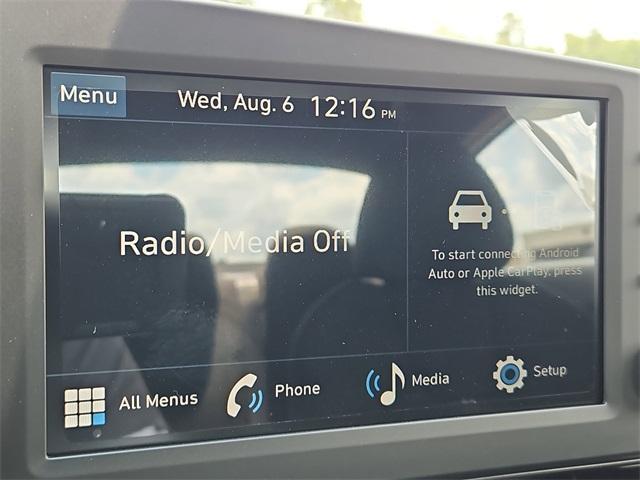 Menu
Wed, Aug. 6 12:16 PM
Radio/Media Off
To start connecting Android
Auto or Apple CarPlay, press
this widget.
All Menus
Phone
Media
Setup